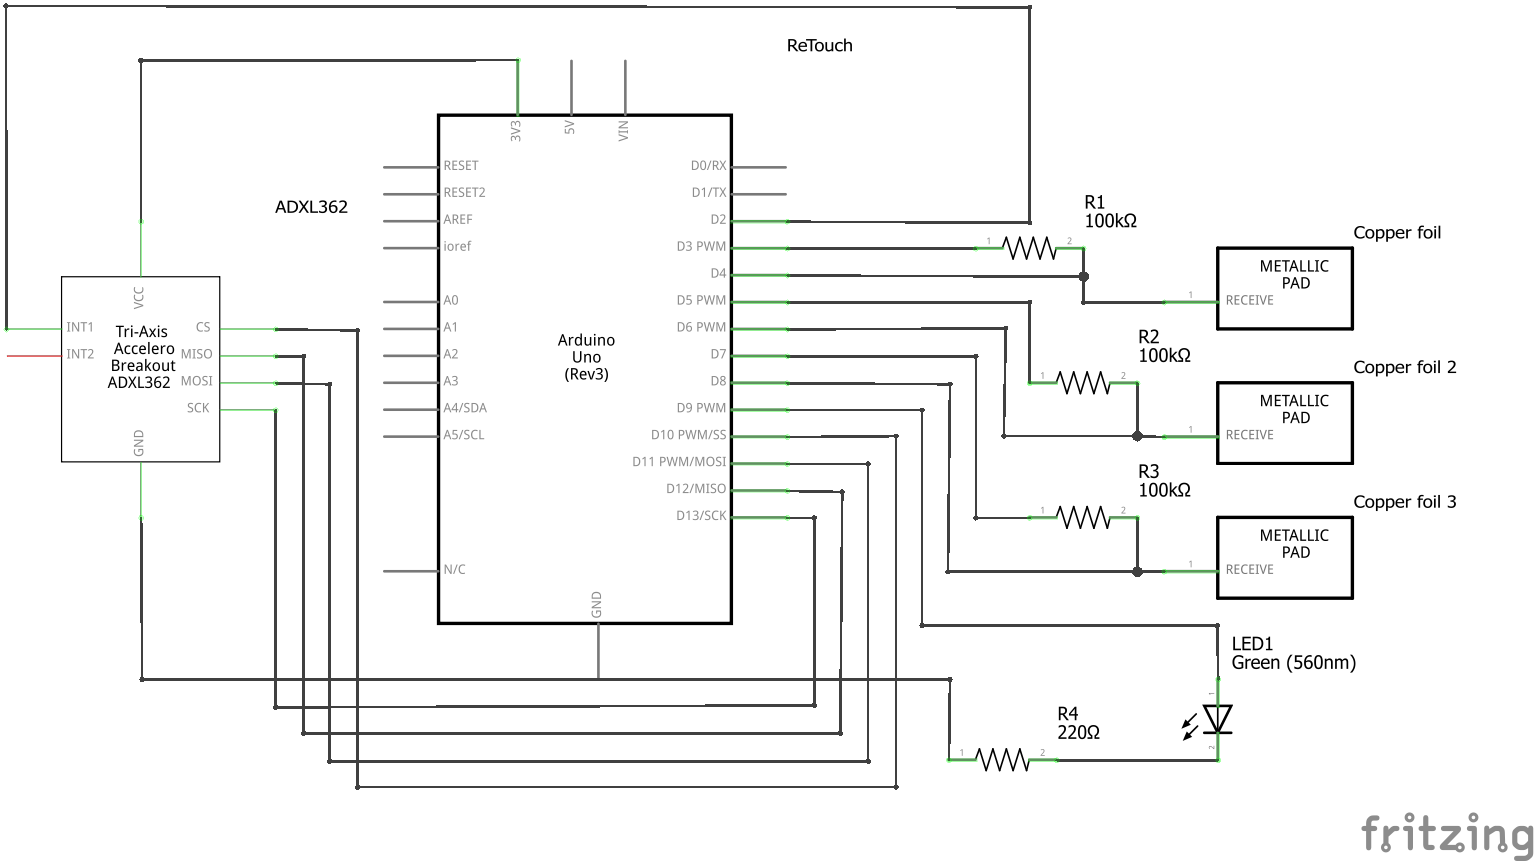 ReTouch
3V3
5V
VIN
RESET
RESET2
AREF
ioref
A0
A1
A2
A3
A4/SDA
A5/SCL
N/C
Arduino
Uno
(Rev3)
D0/RX
D1/TX
D2
D3 PWM
D4
D5 PWM
D6 PWM
D7
D8
D9 PWM
D10 PWM/SS
D11 PWM/MOSI
D12/MISO
D13/SCK
GND
ADXL362
VCC
INT1
INT2
Tri-Axis
Accelero
Breakout
ADXL362
CS
MISO
MOSI
SCK
GND
R1
100kΩ
1
2
Copper foil
METALLIC
PAD
1
RECEIVE
R2
100kΩ
1
2
Copper foil 2
METALLIC
PAD
1
RECEIVE
R3
100kΩ
1
2
Copper foil 3
METALLIC
PAD
1
RECEIVE
LED1
Green (560nm)
1
2
R4
220Ω
1
2
fritzing